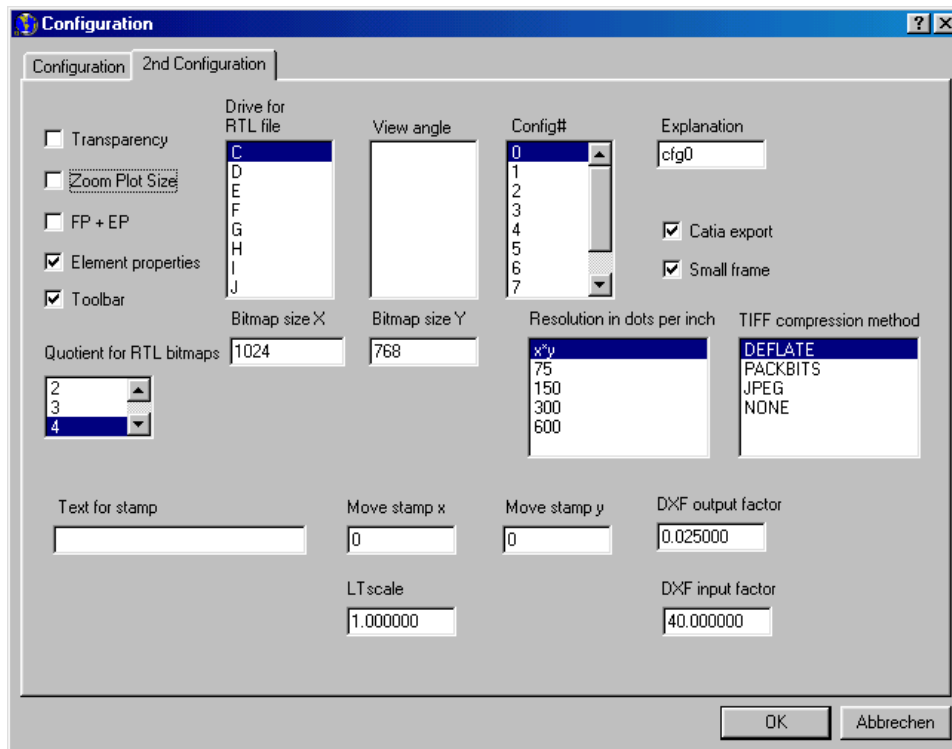 Configuration
Configuration
2nd Configuration
Transparency
Zoom Plot Size
FP + EP
Element properties
Toolbar
Drive for
RTL file
C
D
E
F
G
H
I
J
View angle
Config#
0
1
2
3
4
5
6
7
Explanation
cfg0
Catia export
Small frame
Quotient for RTL bitmaps
2
3
4
Bitmap size X
1024
Bitmap size Y
768
Resolution in dots per inch
x*y
75
150
300
600
TIFF compression method
DEFLATE
PACKBITS
JPEG
NONE
Text for stamp
Move stamp x
0
Move stamp y
0
DXF output factor
0.025000
LTscale
1.000000
DXF input factor
40.000000
OK
Abbrechen